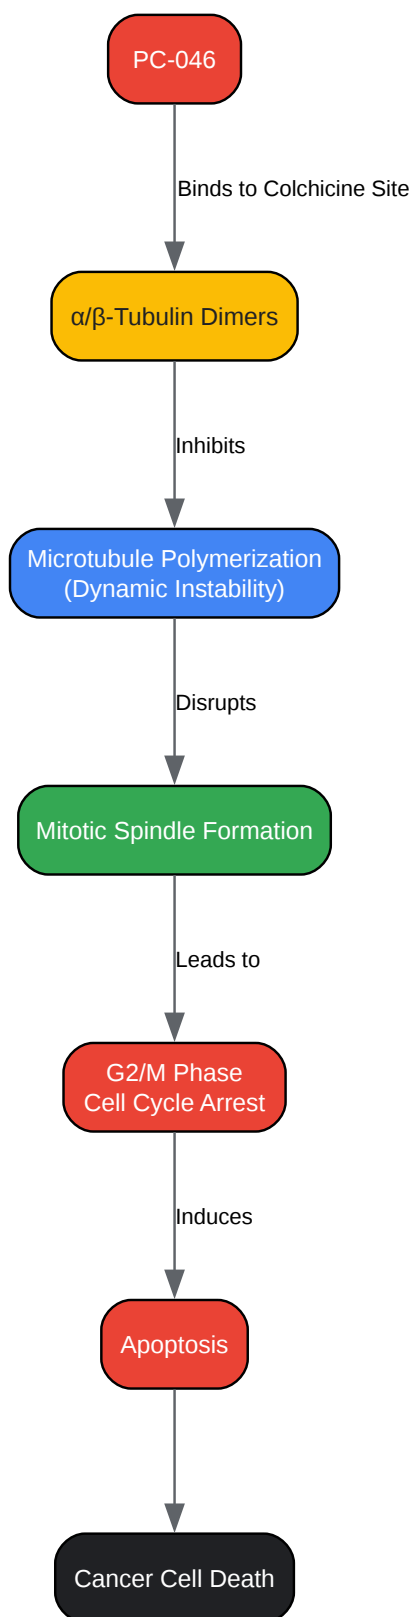 PC-046
Binds to Colchicine Site
α/β-Tubulin Dimers
Inhibits
Microtubule Polymerization
(Dynamic Instability)
Disrupts
Mitotic Spindle Formation
Leads to
G2/M Phase
Cell Cycle Arrest
Induces
Apoptosis
Cancer Cell Death